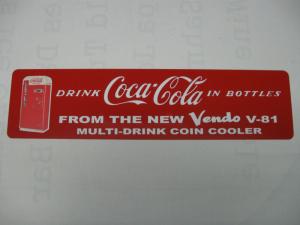 DRINK Coca-Cola IN BOTTLES
FROM THE NEW Vendo V-81
MULTI-DRINK COIN COOLER